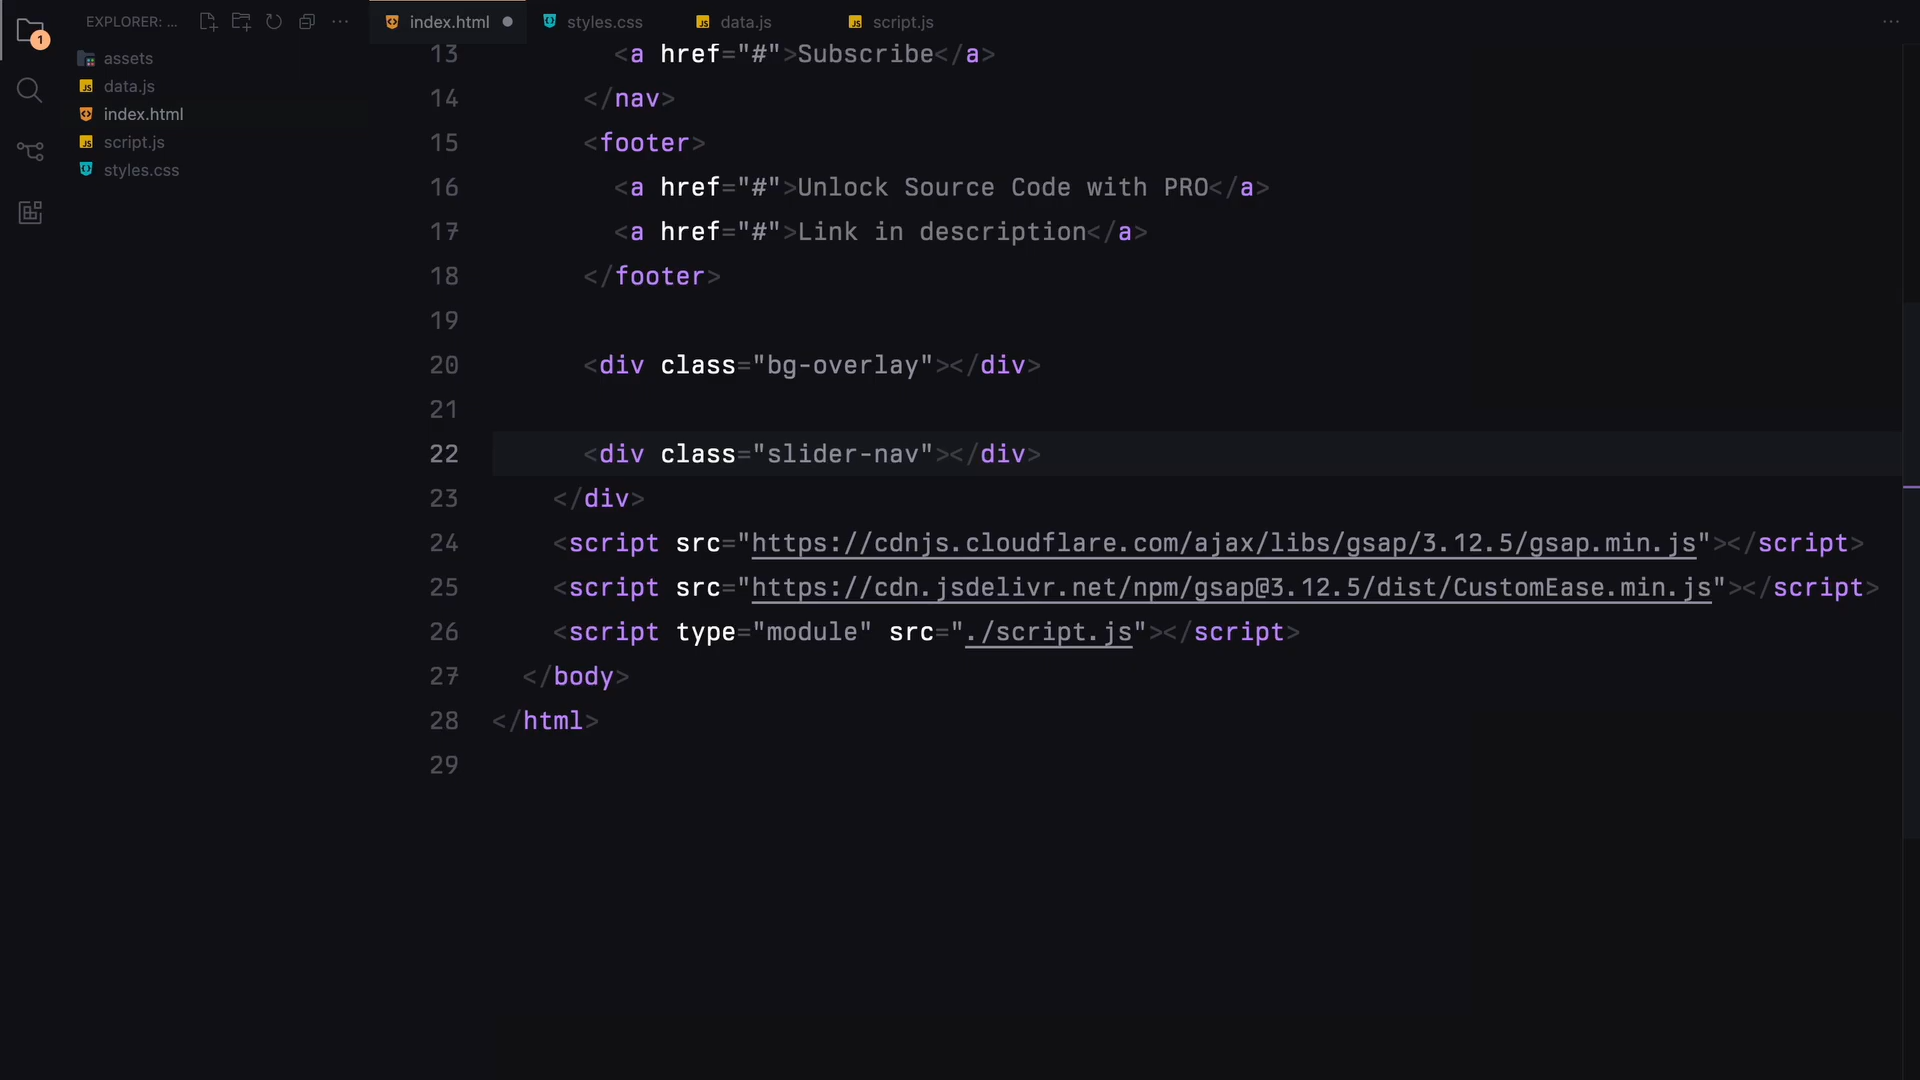 EXPLORER: ...
1
assets
data.js
index.html
script.js
styles.css
index.html
styles.css
data.js
script.js
13 <a href="#">Subscribe</a>
14 </nav>
15 <footer>
16 <a href="#">Unlock Source Code with PRO</a>
17 <a href="#">Link in description</a>
18 </footer>
19
20 <div class="bg-overlay"></div>
21
22 <div class="slider-nav"></div>
23 </div>
24 <script src="https://cdnjs.cloudflare.com/ajax/libs/gsap/3.12.5/gsap.min.js"></script>
25 <script src="https://cdn.jsdelivr.net/npm/gsap@3.12.5/dist/CustomEase.min.js"></script>
26 <script type="module" src="./script.js"></script>
27 </body>
28 </html>
29